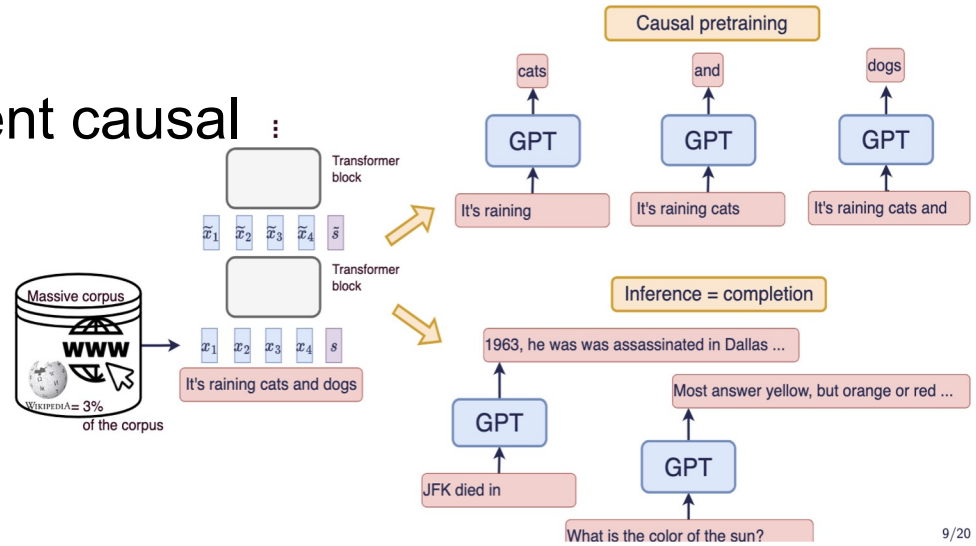 Causal pretraining
cats
and
dogs
GPT
GPT
GPT
It's raining
It's raining cats
It's raining cats and
ent causal
⋮
Transformer
block
x̃₁ x̃₂ x̃₃ x̃₄ s̃
Transformer
block
x₁ x₂ x₃ x₄ s
It's raining cats and dogs
Massive corpus
www
WIKIPEDIA = 3%
of the corpus
Inference = completion
1963, he was was assassinated in Dallas ...
GPT
JFK died in
Most answer yellow, but orange or red ...
GPT
What is the color of the sun?
9/20